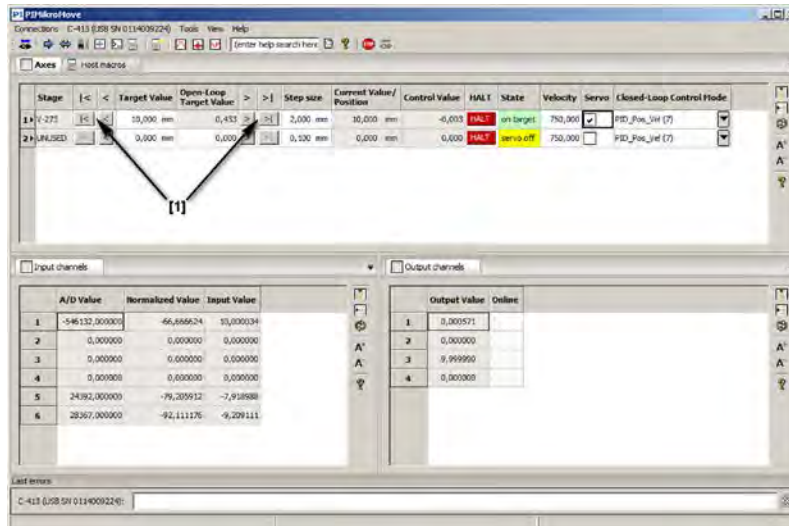 PIMikroMove
Connections C-413 (USB SN 0114009224) Tools View Help
Enter help search here
Axes Host macros
Stage |< < Target Value Open-Loop Target Value > >| Step size Current Value/ Position Control Value HALT State Velocity Servo Closed-Loop Control Mode
1 V-273 |< < 10,000 mm 0,453 > >| 2,000 mm 10,000 mm -0,003 HALT on target 750,000 PID_Pos_Vel (7)
2 UNUSED 0,000 mm 0,000 0,100 mm 0,000 mm 0,000 HALT servo off 750,000 PID_Pos_Vel (7)
[1]
Input channels
A/D Value Normalized Value Input Value
1 -546132,000000 -66,666624 10,000034
2 0,000000 0,000000 0,000000
3 0,000000 0,000000 0,000000
4 0,000000 0,000000 0,000000
5 24392,000000 -79,205912 -7,918988
6 28367,000000 -92,111176 -9,209111
Output channels
Output Value Online
1 0,000571
2 0,000000
3 9,999990
4 0,000000
Last errors
C-413 (USB SN 0114009224):